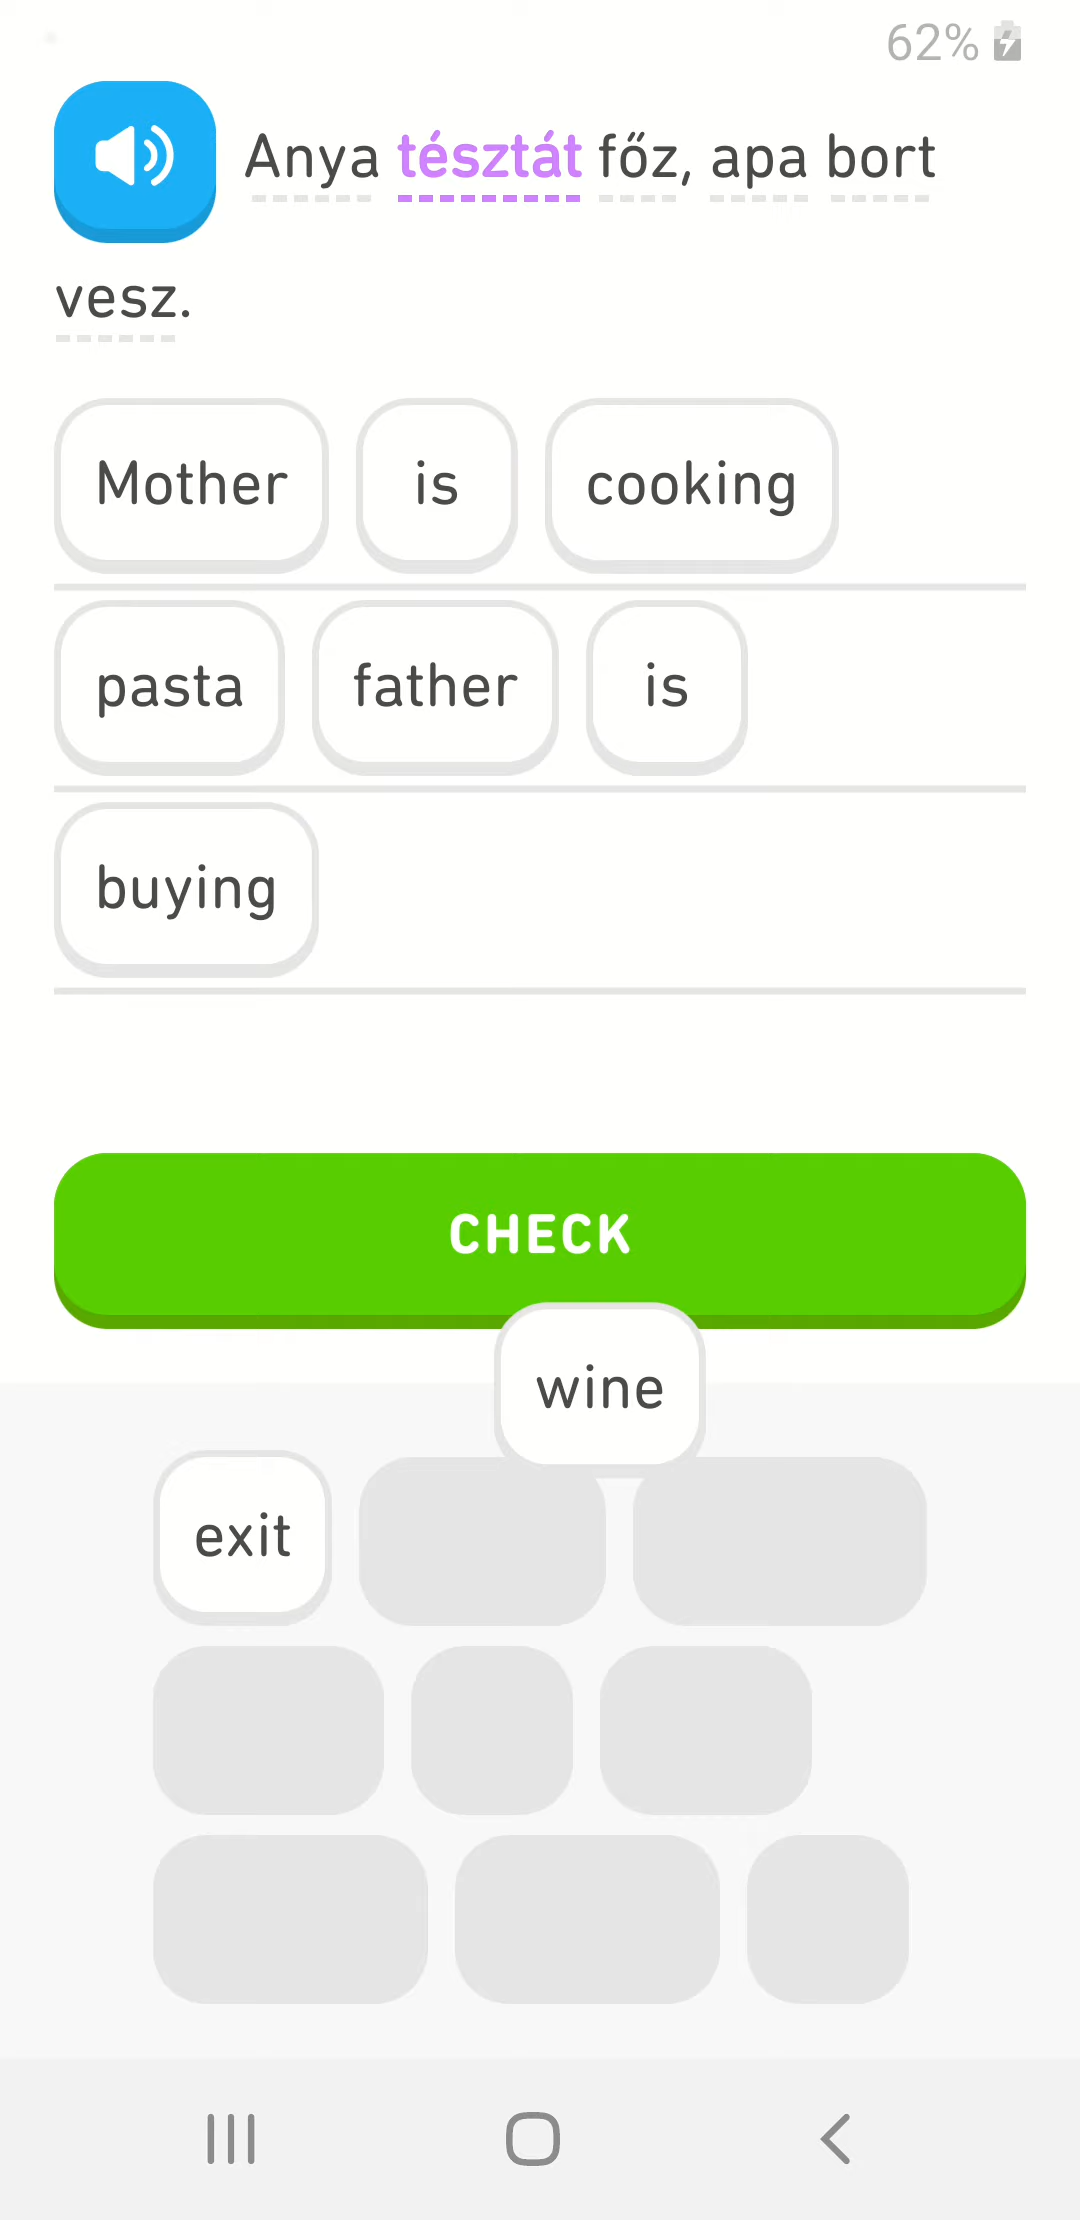 62%
Anya tésztát főz, apa bort
vesz.
Mother is cooking
pasta father is
buying
CHECK
wine
exit